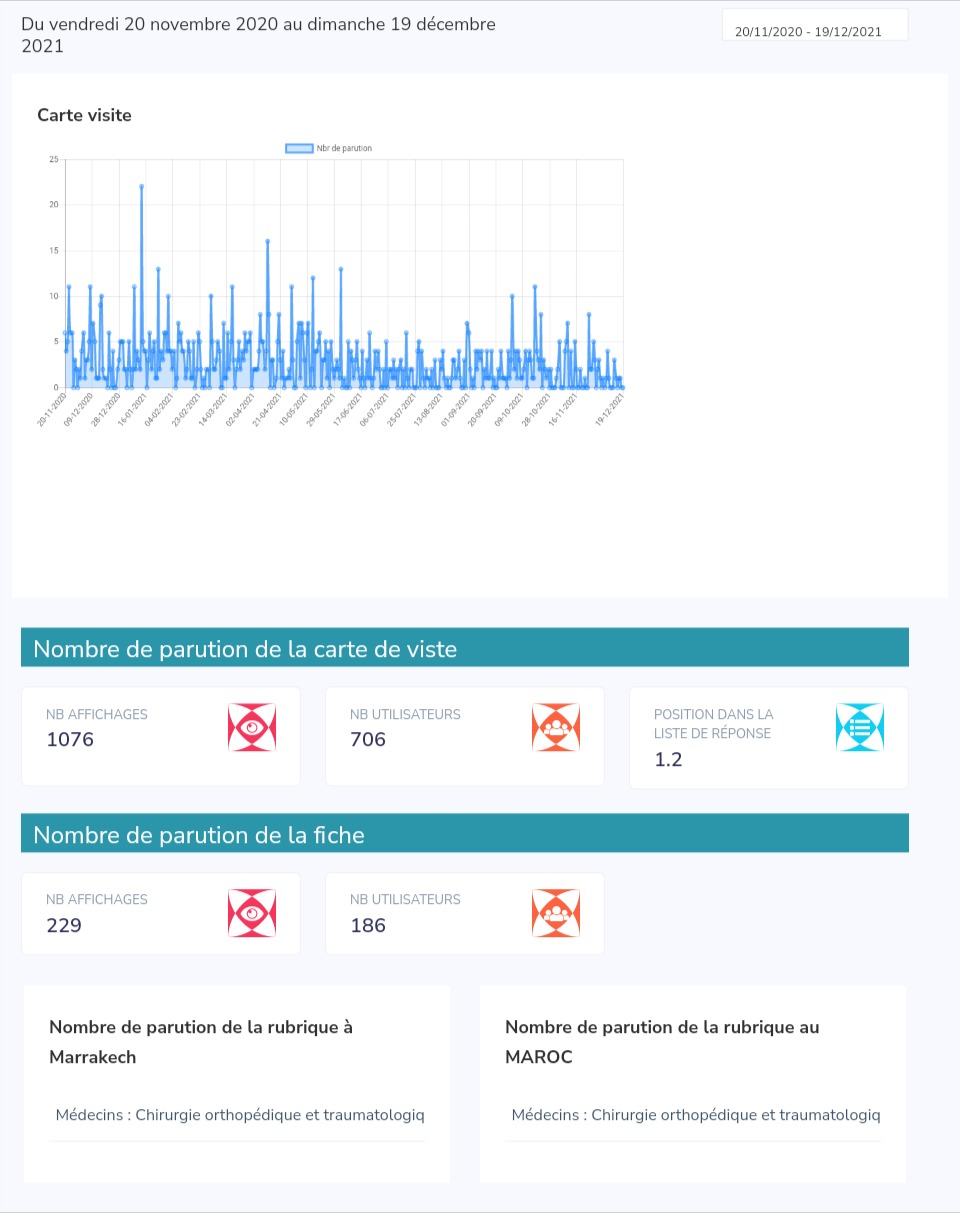 Du vendredi 20 novembre 2020 au dimanche 19 décembre
2021
20/11/2020 - 19/12/2021
Carte visite
Nbr de parution
25
20
15
10
5
0
20-11-2020
09-12-2020
28-12-2020
16-01-2021
04-02-2021
23-02-2021
14-03-2021
02-04-2021
21-04-2021
10-05-2021
29-05-2021
17-06-2021
06-07-2021
25-07-2021
13-08-2021
01-09-2021
20-09-2021
09-10-2021
28-10-2021
16-11-2021
19-12-2021
Nombre de parution de la carte de viste
NB AFFICHAGES
1076
NB UTILISATEURS
706
POSITION DANS LA
LISTE DE RÉPONSE
1.2
Nombre de parution de la fiche
NB AFFICHAGES
229
NB UTILISATEURS
186
Nombre de parution de la rubrique à
Marrakech
Médecins : Chirurgie orthopédique et traumatologiq
Nombre de parution de la rubrique au
MAROC
Médecins : Chirurgie orthopédique et traumatologiq